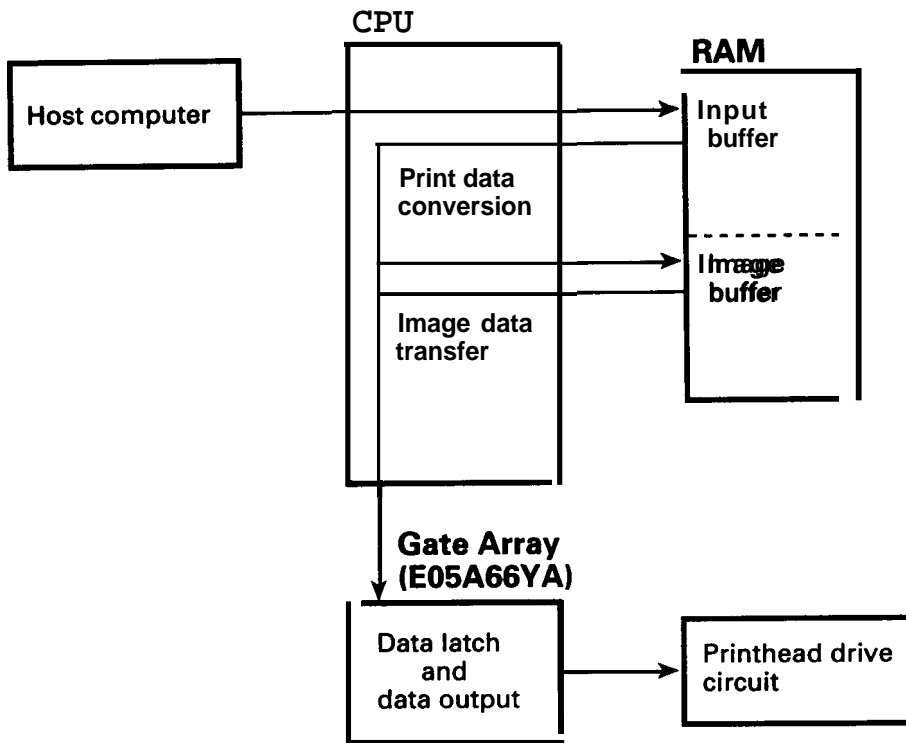 CPU
RAM
Host computer
Input
buffer
Print data
conversion
Image
buffer
Image data
transfer
Gate Array
(E05A66YA)
Data latch
and
data output
Printhead drive
circuit